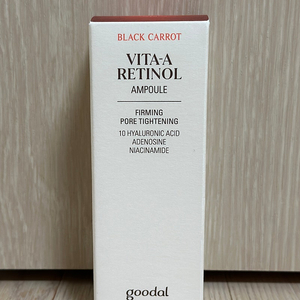 BLACK CARROT
VITA-A
RETINOL
AMPOULE
FIRMING
PORE TIGHTENING
10 HYALURONIC ACID
ADENOSINE
NIACINAMIDE
goodal